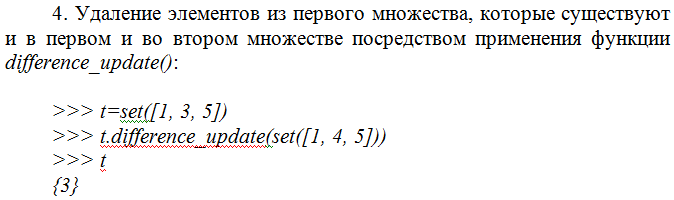 4. Удаление элементов из первого множества, которые существуют
и в первом и во втором множестве посредством применения функции
difference_update():
>>> t=set([1, 3, 5])
>>> t.difference_update(set([1, 4, 5]))
>>> t
{3}